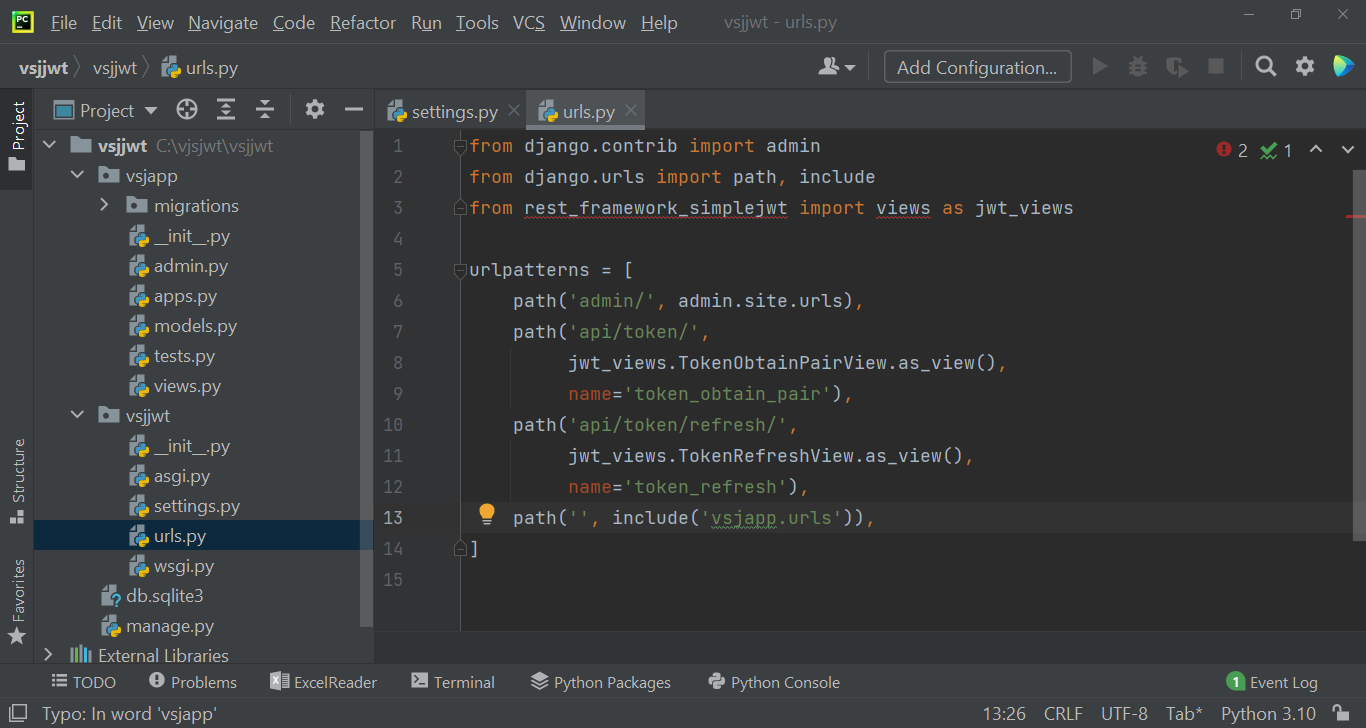 PC
File Edit View Navigate Code Refactor Run Tools VCS Window Help vsjjwt - urls.py
vsjjwt vsjjwt urls.py Add Configuration...
Project
Project
settings.py urls.py
vsjjwt C:\vjsjwt\vsjjwt
vsjapp
migrations
__init__.py
admin.py
apps.py
models.py
tests.py
views.py
vsjjwt
__init__.py
asgi.py
settings.py
urls.py
wsgi.py
db.sqlite3
manage.py
External Libraries
Structure
Favorites
1 from django.contrib import admin
2 1
2 from django.urls import path, include
3 from rest_framework_simplejwt import views as jwt_views
4
5 urlpatterns = [
6 path('admin/', admin.site.urls),
7 path('api/token/',
8 jwt_views.TokenObtainPairView.as_view(),
9 name='token_obtain_pair'),
10 path('api/token/refresh/',
11 jwt_views.TokenRefreshView.as_view(),
12 name='token_refresh'),
13 path('', include('vsjapp.urls')),
14 ]
15
TODO Problems ExcelReader Terminal Python Packages Python Console 1 Event Log
Typo: In word 'vsjapp' 13:26 CRLF UTF-8 Tab* Python 3.10